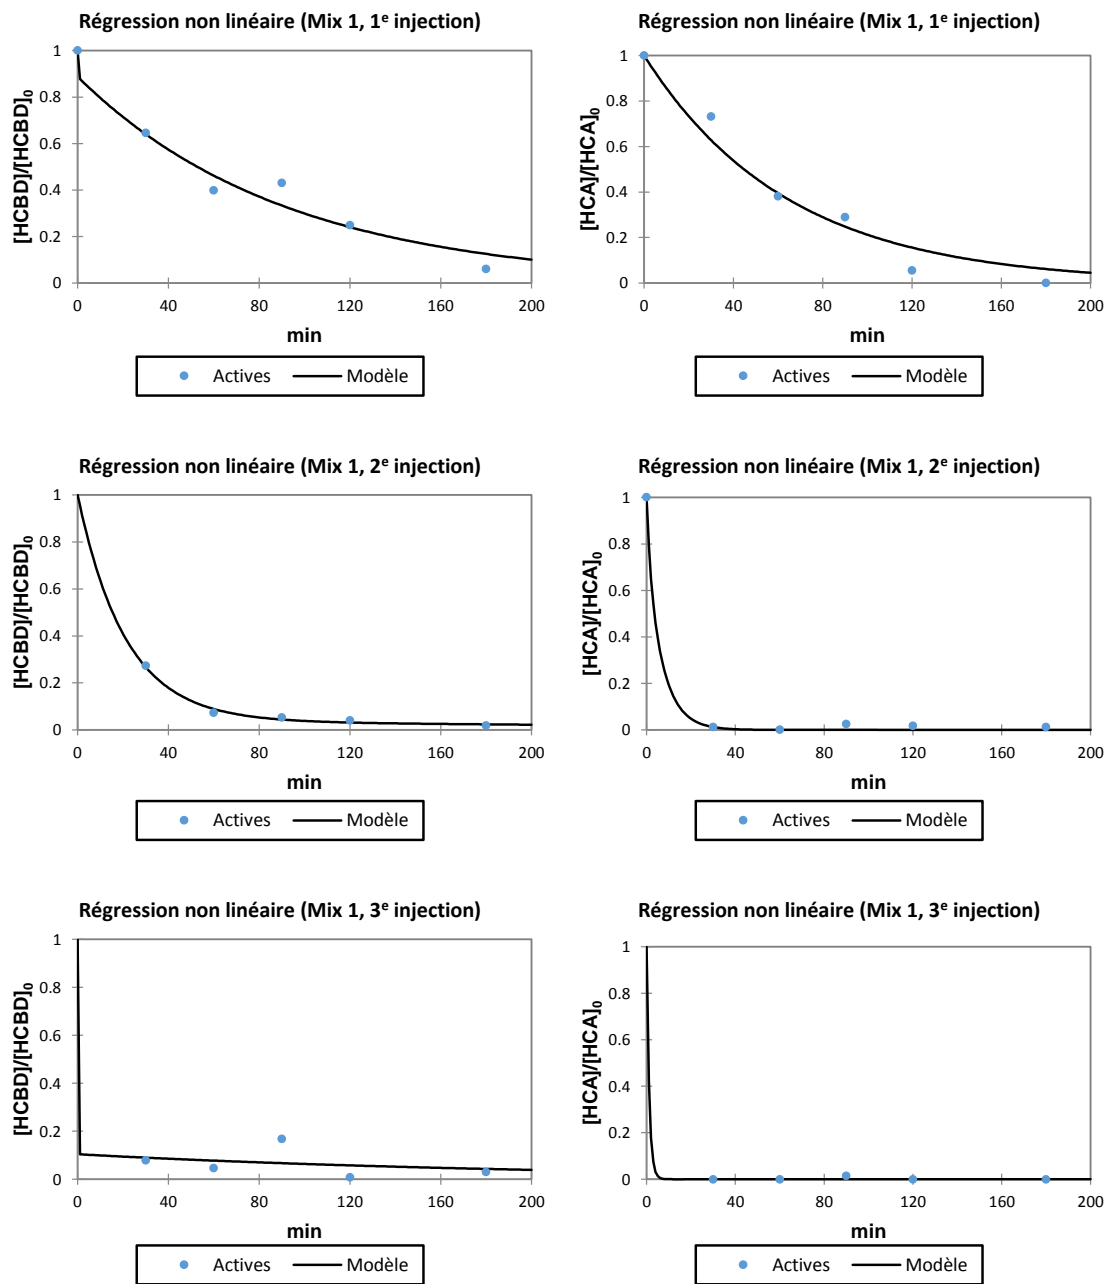 Régression non linéaire (Mix 1, 1e injection)
[HCBD]/[HCBD]0
1
0.8
0.6
0.4
0.2
0
0 40 80 120 160 200
min
Actives Modèle
Régression non linéaire (Mix 1, 1e injection)
[HCA]/[HCA]0
1
0.8
0.6
0.4
0.2
0
0 40 80 120 160 200
min
Actives Modèle
Régression non linéaire (Mix 1, 2e injection)
[HCBD]/[HCBD]0
1
0.8
0.6
0.4
0.2
0
0 40 80 120 160 200
min
Actives Modèle
Régression non linéaire (Mix 1, 2e injection)
[HCA]/[HCA]0
1
0.8
0.6
0.4
0.2
0
0 40 80 120 160 200
min
Actives Modèle
Régression non linéaire (Mix 1, 3e injection)
[HCBD]/[HCBD]0
1
0.8
0.6
0.4
0.2
0
0 40 80 120 160 200
min
Actives Modèle
Régression non linéaire (Mix 1, 3e injection)
[HCA]/[HCA]0
1
0.8
0.6
0.4
0.2
0
0 40 80 120 160 200
min
Actives Modèle